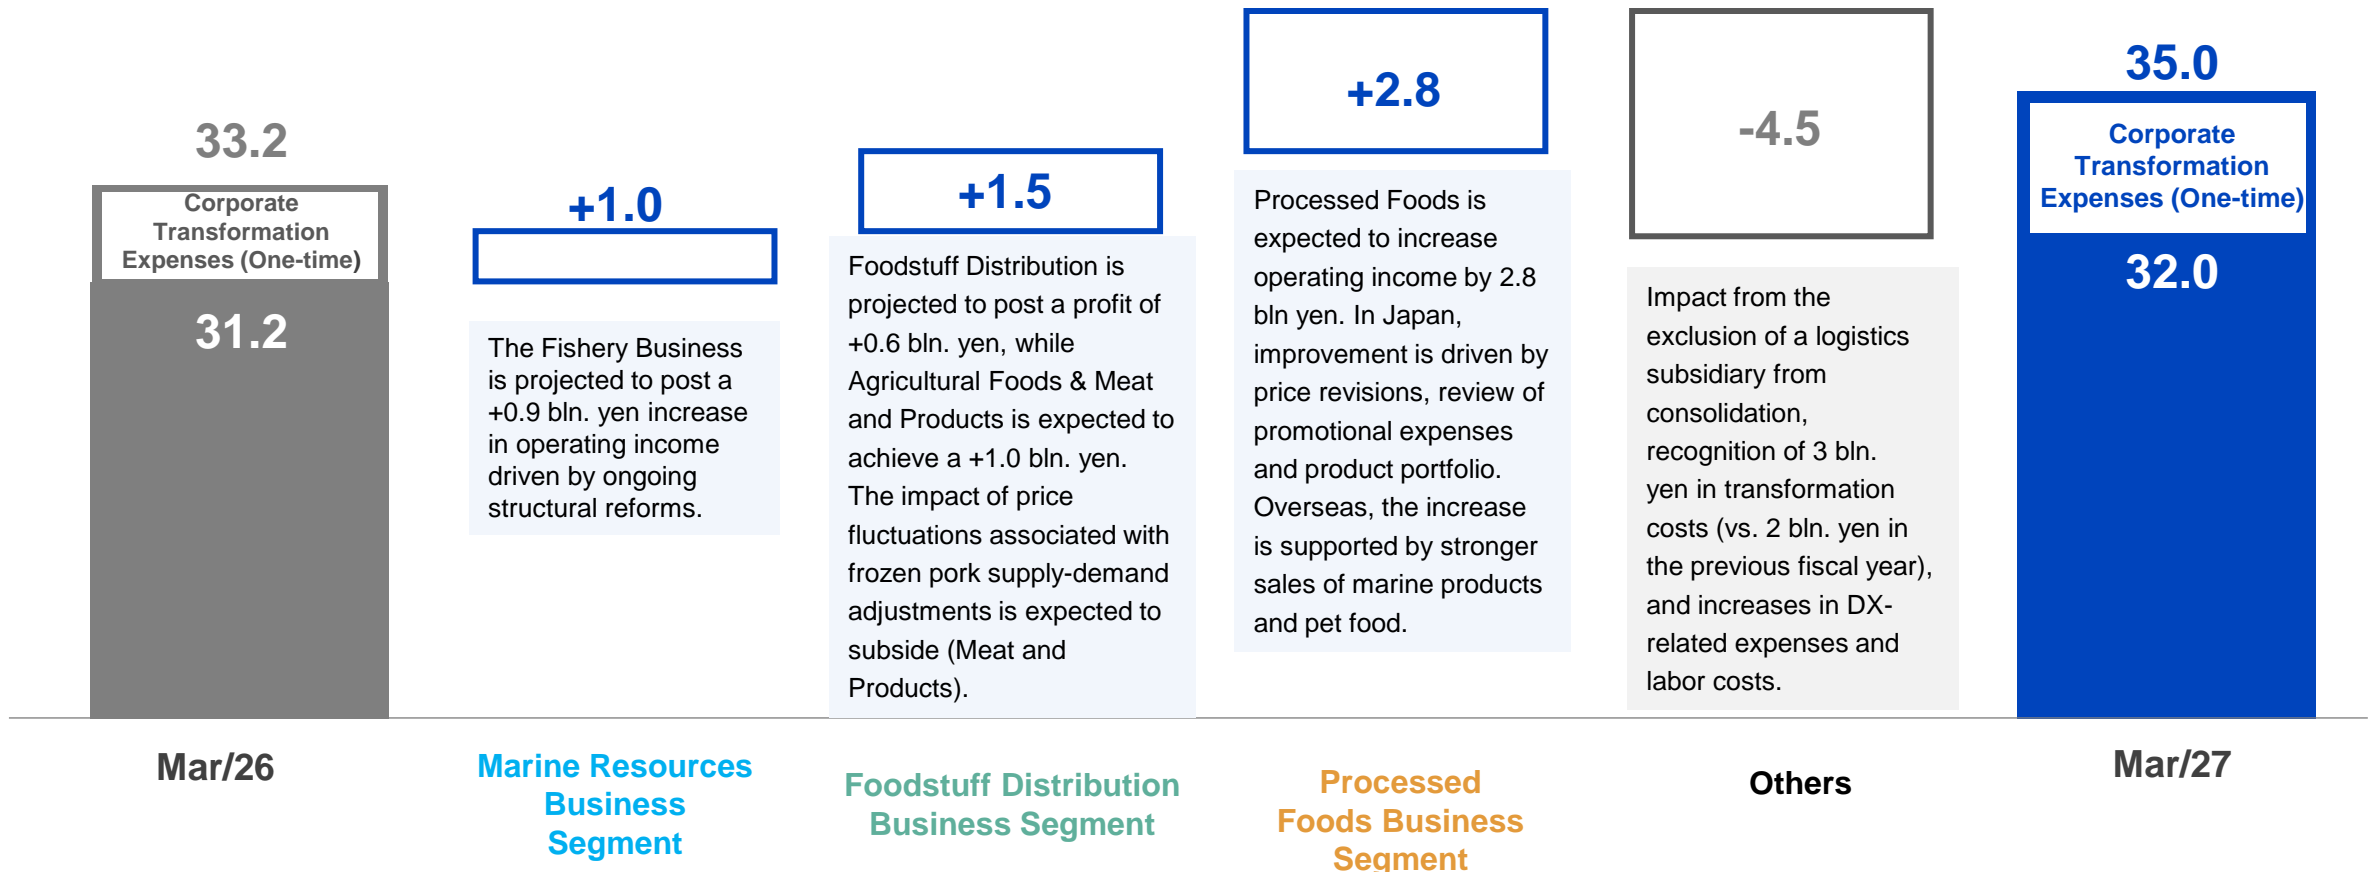 33.2
Corporate
Transformation
Expenses (One-time)
31.2
Mar/26
+1.0
The Fishery Business
is projected to post a
+0.9 bln. yen increase
in operating income
driven by ongoing
structural reforms.
Marine Resources
Business
Segment
+1.5
Foodstuff Distribution is
projected to post a profit of
+0.6 bln. yen, while
Agricultural Foods & Meat
and Products is expected to
achieve a +1.0 bln. yen.
The impact of price
fluctuations associated with
frozen pork supply-demand
adjustments is expected to
subside (Meat and
Products).
Foodstuff Distribution
Business Segment
+2.8
Processed Foods is
expected to increase
operating income by 2.8
bln yen. In Japan,
improvement is driven by
price revisions, review of
promotional expenses
and product portfolio.
Overseas, the increase
is supported by stronger
sales of marine products
and pet food.
Processed
Foods Business
Segment
-4.5
Impact from the
exclusion of a logistics
subsidiary from
consolidation,
recognition of 3 bln.
yen in transformation
costs (vs. 2 bln. yen in
the previous fiscal year),
and increases in DX-
related expenses and
labor costs.
Others
35.0
Corporate
Transformation
Expenses (One-time)
32.0
Mar/27